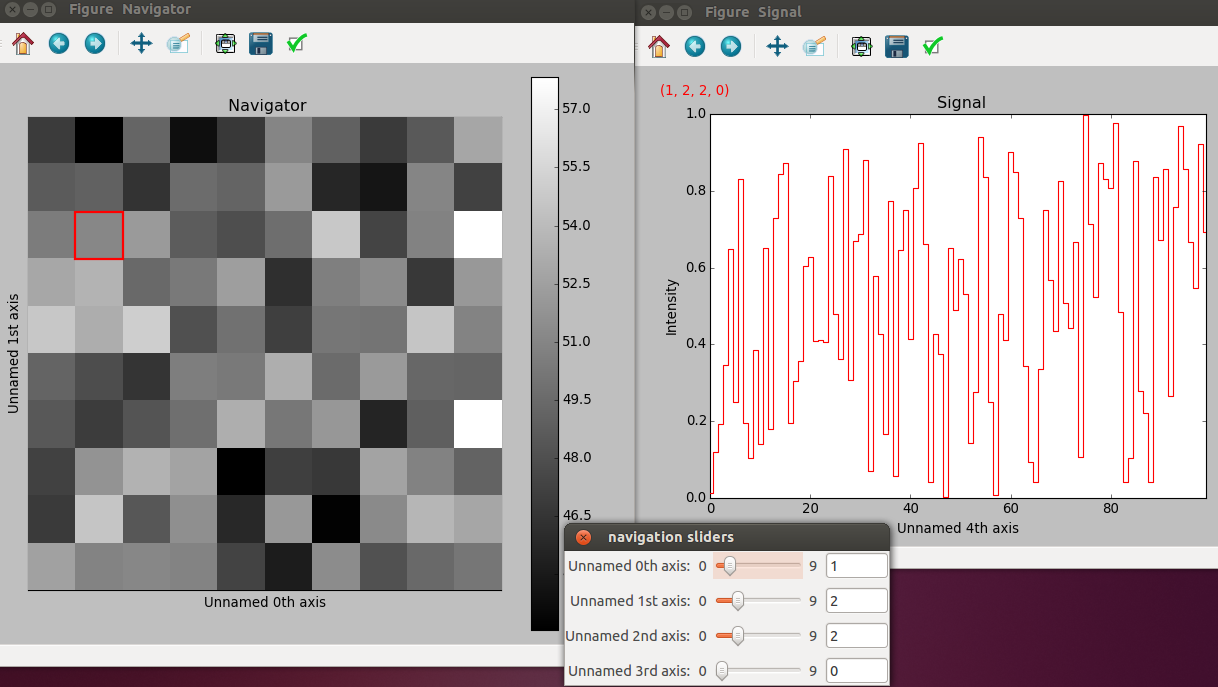 Figure Navigator
Navigator
57.0
55.5
54.0
52.5
51.0
49.5
48.0
46.5
Unnamed 1st axis
Unnamed 0th axis
Figure Signal
(1, 2, 2, 0)
Signal
1.0
0.8
0.6
0.4
0.2
0.0
Intensity
0 20 40 60 80
Unnamed 4th axis
navigation sliders
Unnamed 0th axis: 0 9 1
Unnamed 1st axis: 0 9 2
Unnamed 2nd axis: 0 9 2
Unnamed 3rd axis: 0 9 0